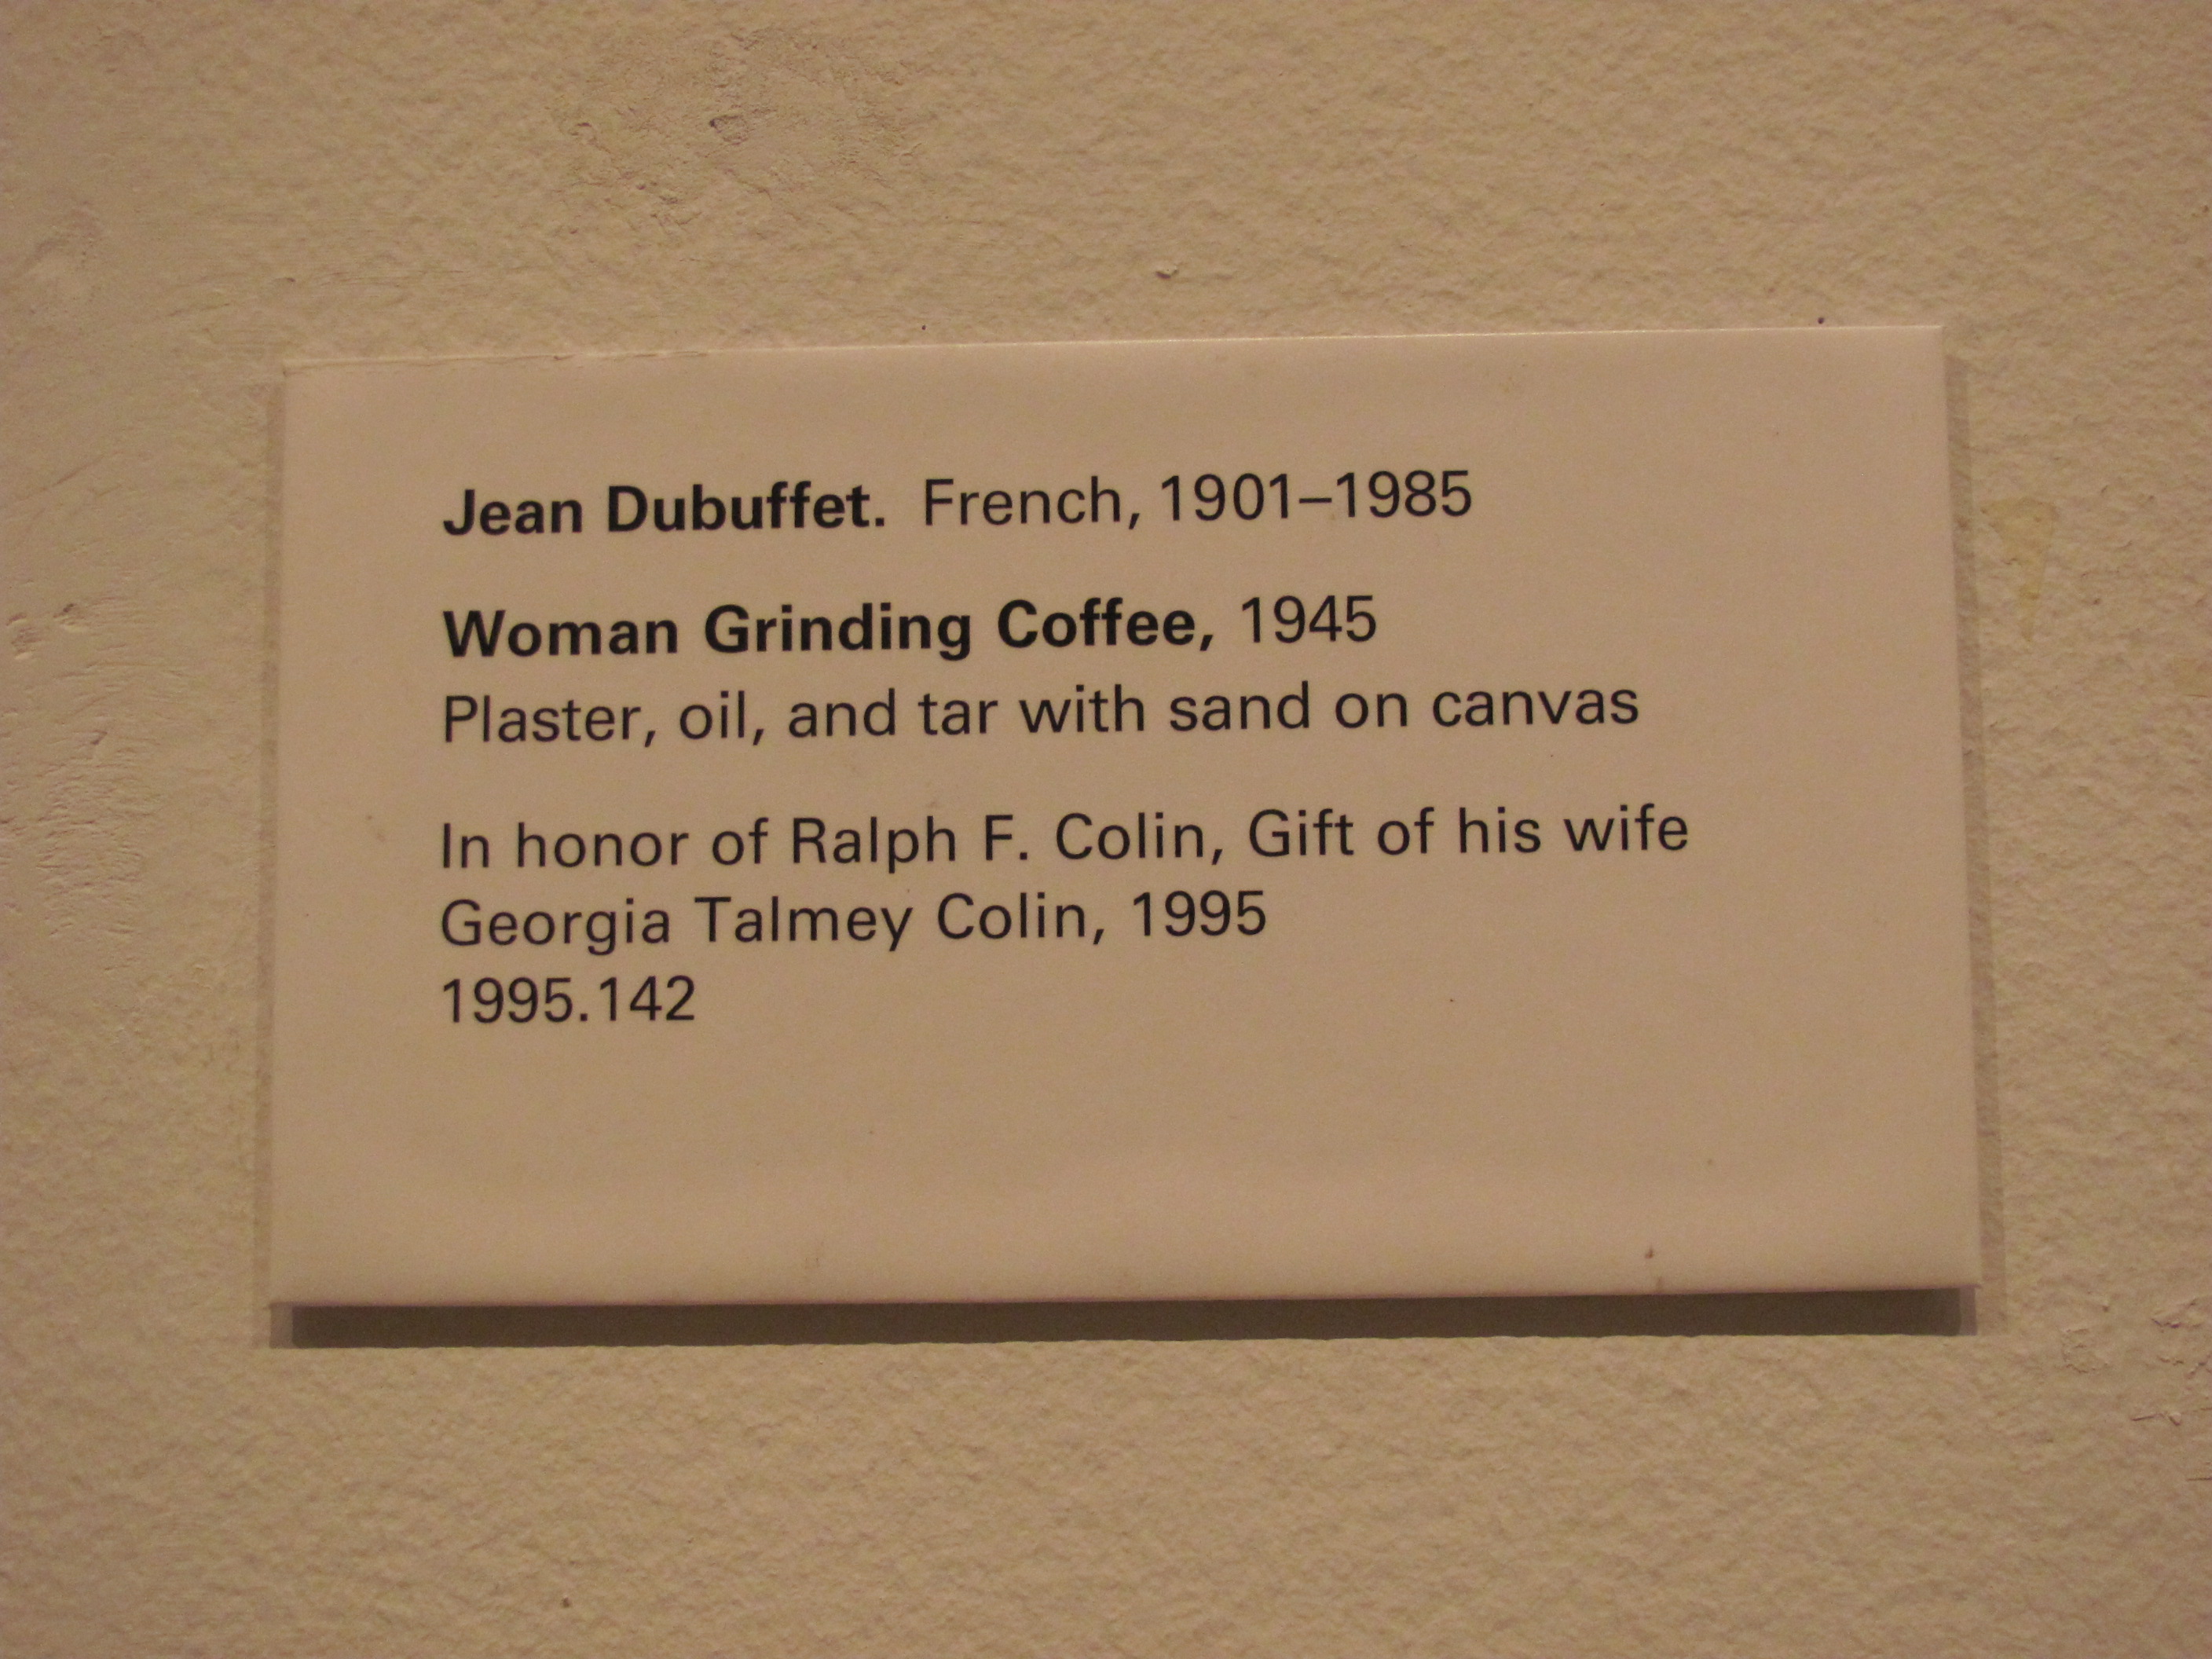 Jean Dubuffet. French, 1901–1985
Woman Grinding Coffee, 1945
Plaster, oil, and tar with sand on canvas
In honor of Ralph F. Colin, Gift of his wife
Georgia Talmey Colin, 1995
1995.142